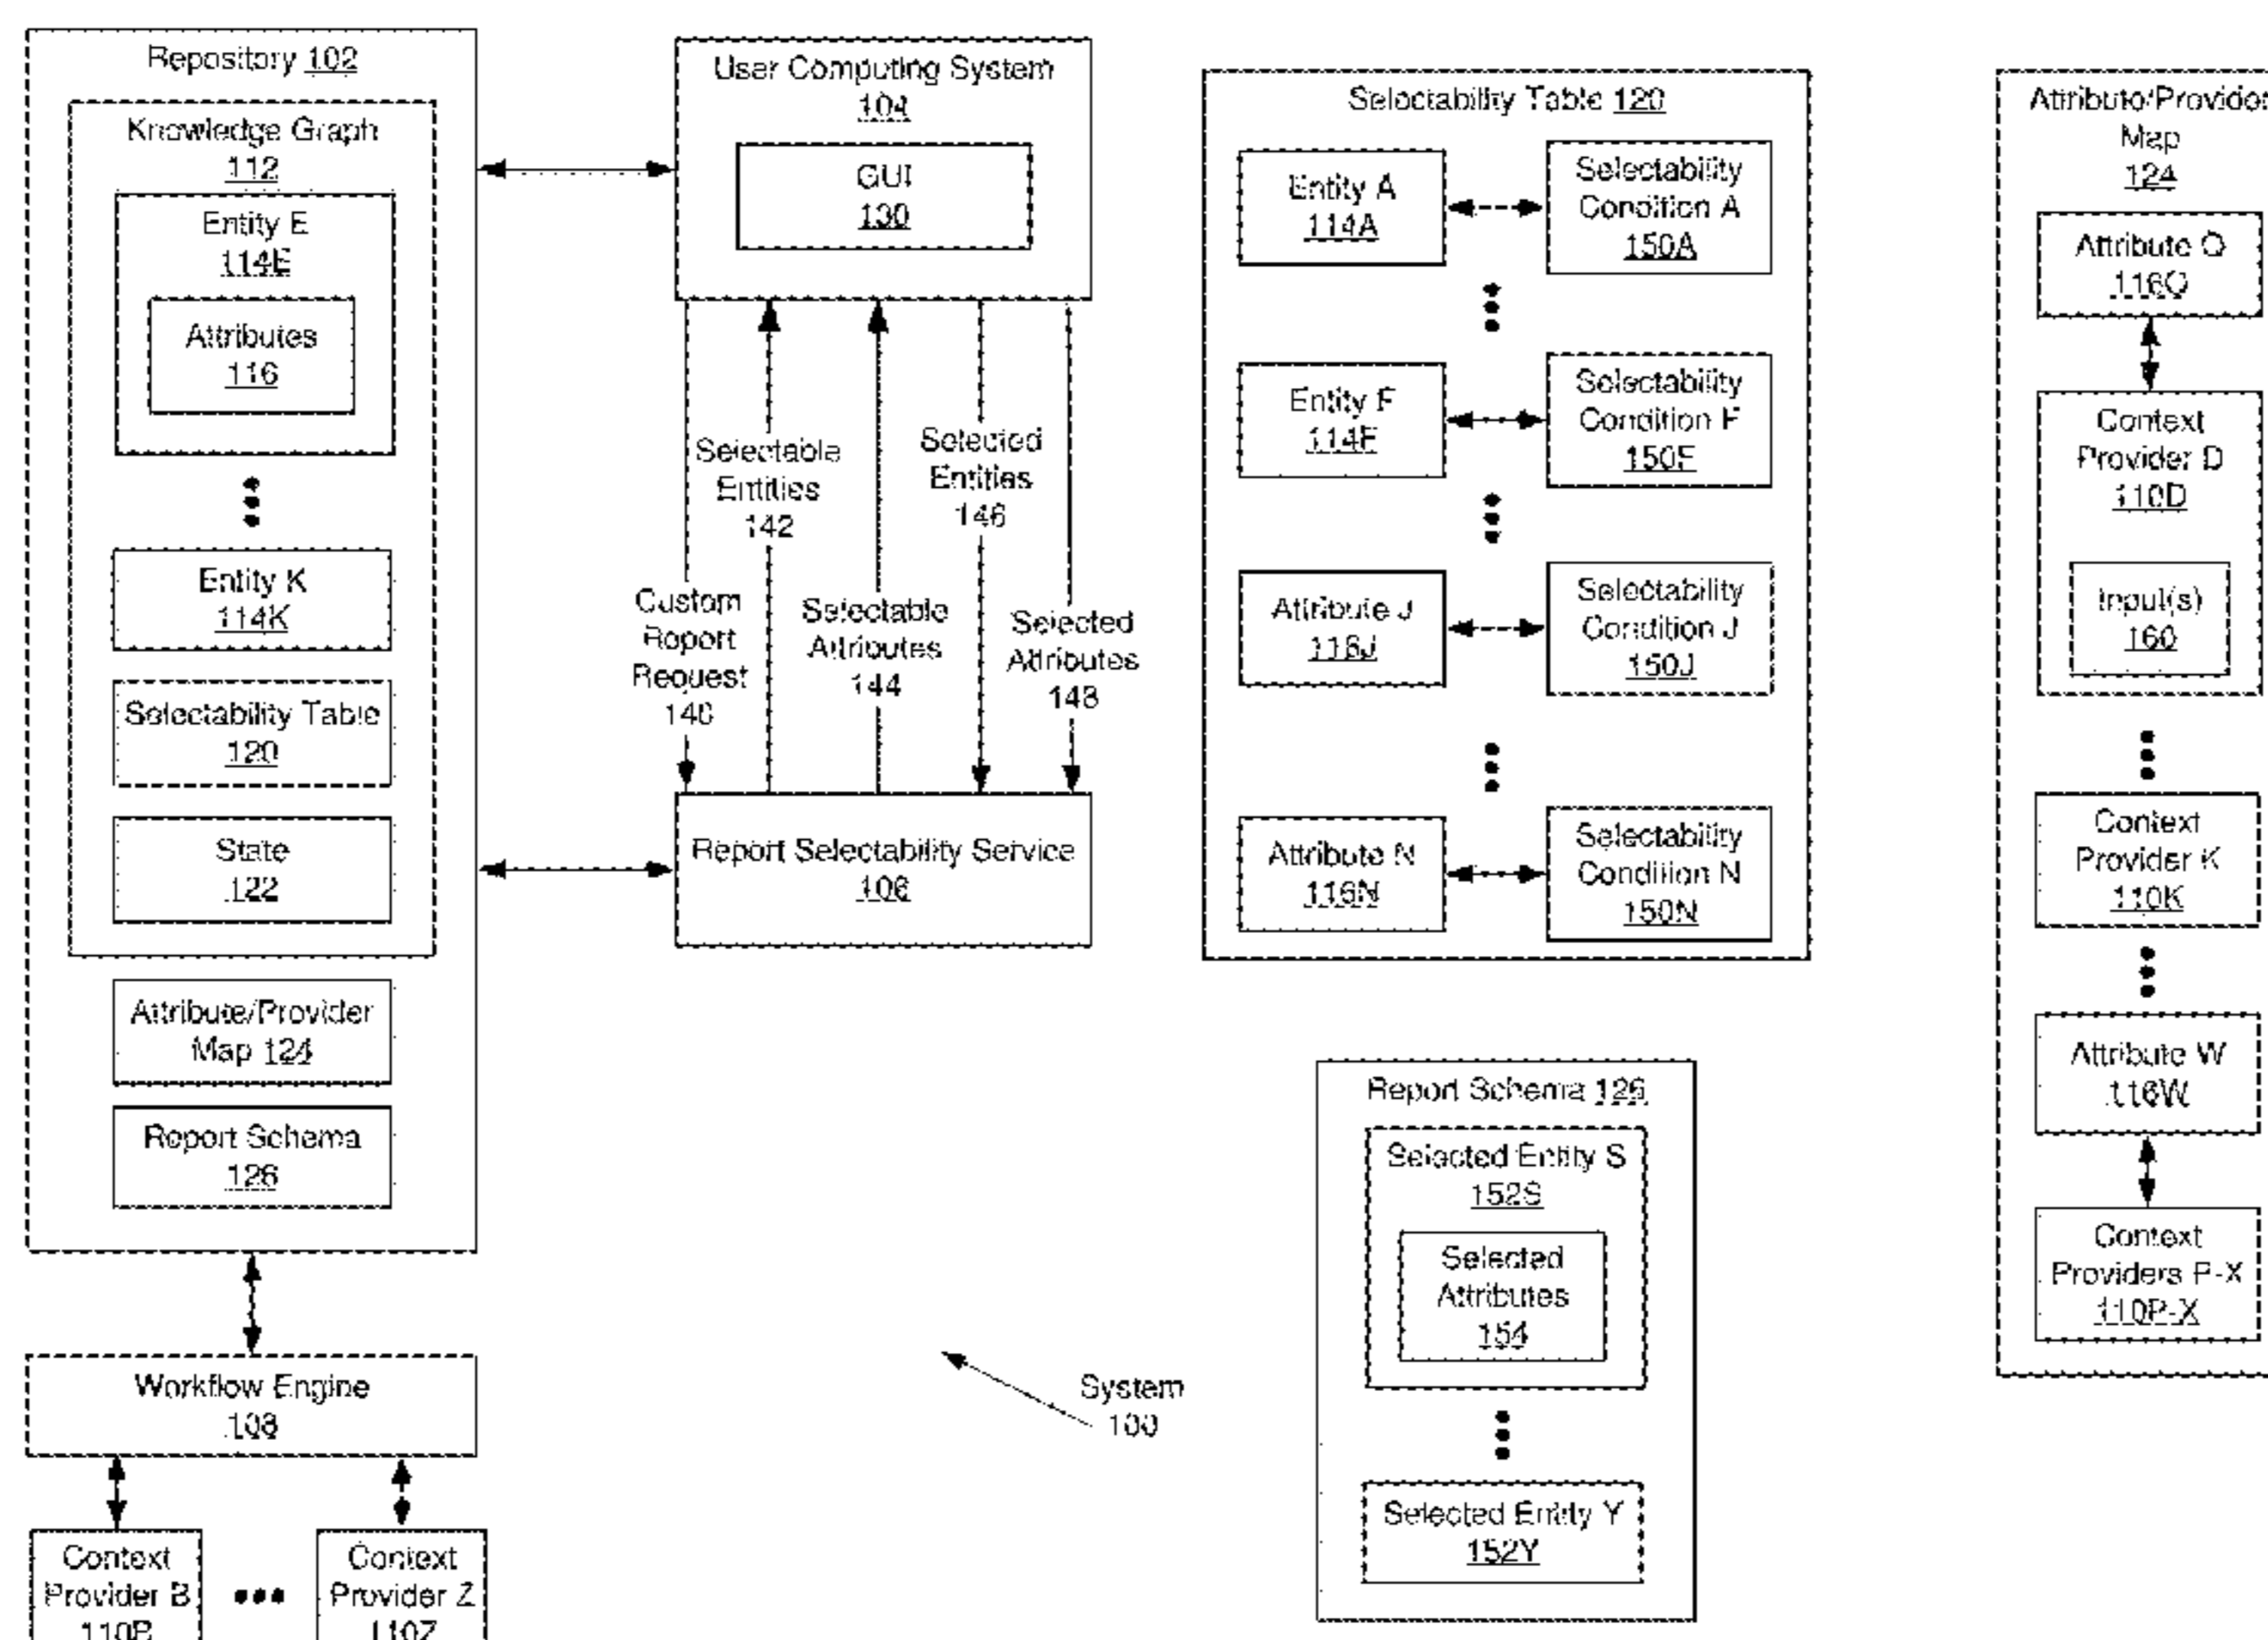 Repository 102
Knowledge Graph
112
Entity E
114E
Attributes
116
Entity K
114K
Selectability Table
120
State
122
Attribute/Provider
Map 124
Report Schema
126
Workflow Engine
108
Context
Provider B
110B
Context
Provider Z
110Z
User Computing System
104
GUI
130
Custom
Report
Request
140
Selectable
Entities
142
Selectable
Attributes
144
Selected
Entities
146
Selected
Attributes
148
Report Selectability Service
106
System
100
Selectability Table 120
Entity A
114A
Selectability
Condition A
150A
Entity F
114F
Selectability
Condition F
150F
Attribute J
116J
Selectability
Condition J
150J
Attribute N
116N
Selectability
Condition N
150N
Report Schema 126
Selected Entity S
152S
Selected
Attributes
154
Selected Entity Y
152Y
Attribute/Provider
Map
124
Attribute Q
116Q
Context
Provider D
110D
Input(s)
160
Context
Provider K
110K
Attribute W
116W
Context
Providers P-X
110P-X